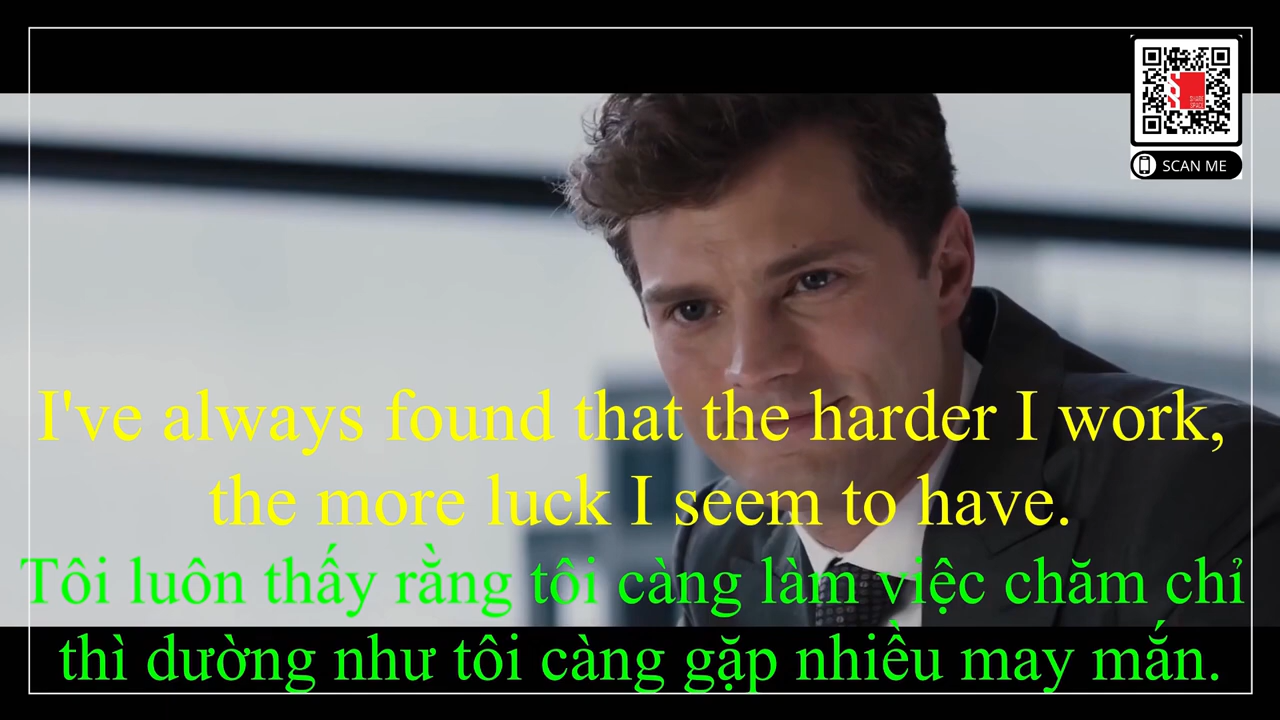 SCAN ME
I've always found that the harder I work,
the more luck I seem to have.
Tôi luôn thấy rằng tôi càng làm việc chăm chỉ
thì dường như tôi càng gặp nhiều may mắn.